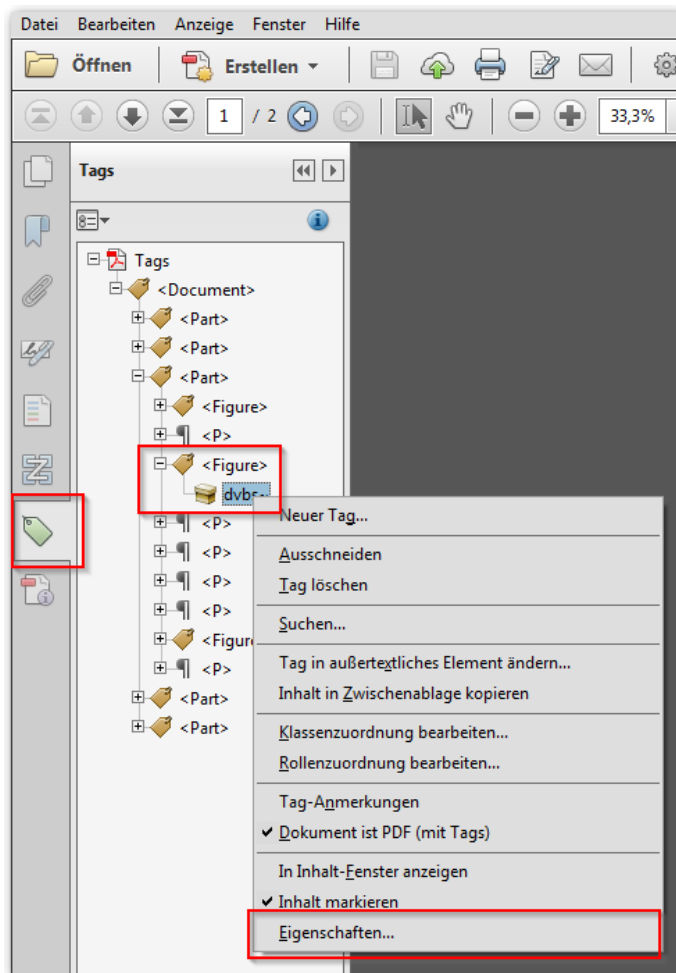 Datei Bearbeiten Anzeige Fenster Hilfe
Öffnen Erstellen
1 / 2 33,3%
Tags
Tags
<Document>
<Part>
<Part>
<Part>
<Figure>
<P>
<Figure>
dvbs-
Neuer Tag...
<P>
<P>
Ausschneiden
<P>
Tag löschen
<P>
Suchen...
<Figur
Tag in außertextliches Element ändern...
<P>
Inhalt in Zwischenablage kopieren
<Part>
<Part>
Klassenzuordnung bearbeiten...
Rollenzuordnung bearbeiten...
Tag-Anmerkungen
Dokument ist PDF (mit Tags)
In Inhalt-Fenster anzeigen
Inhalt markieren
Eigenschaften...